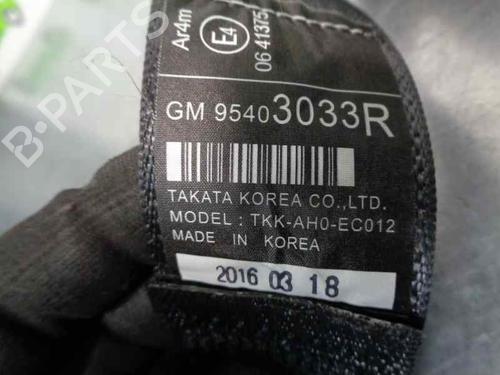 Ar4m
E4
06 41375
GM 95403033R
TAKATA KOREA CO.,LTD.
MODEL : TKK-AH0-EC012
MADE IN KOREA
2016 03 18
B-PARTS
B-PARTS